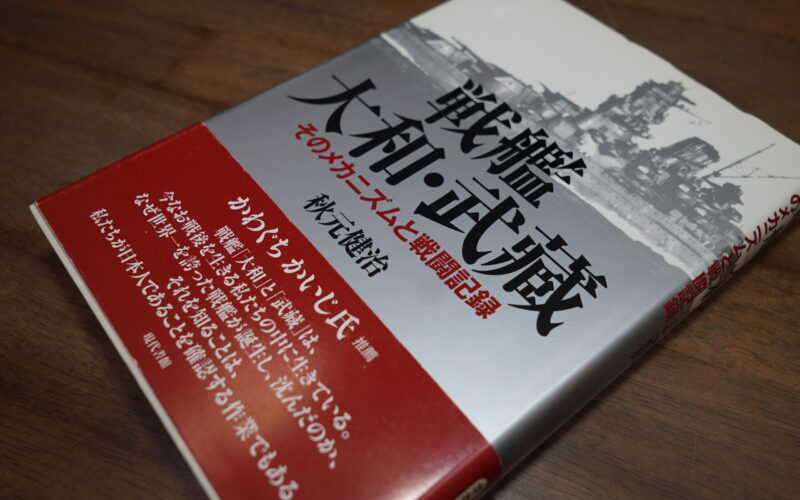 戦艦
大和・武蔵
そのメカニズムと戦闘記録
秋元健治
かわぐちかいじ氏 推薦
戦艦「大和」と「武蔵」は、
今なお戦後を生きる私たちの中に生きている。
なぜ世界一を誇った戦艦が誕生し、沈んだのか、
それを知ることは、
私たちが日本人であることを確認する作業でもある。
現代書館